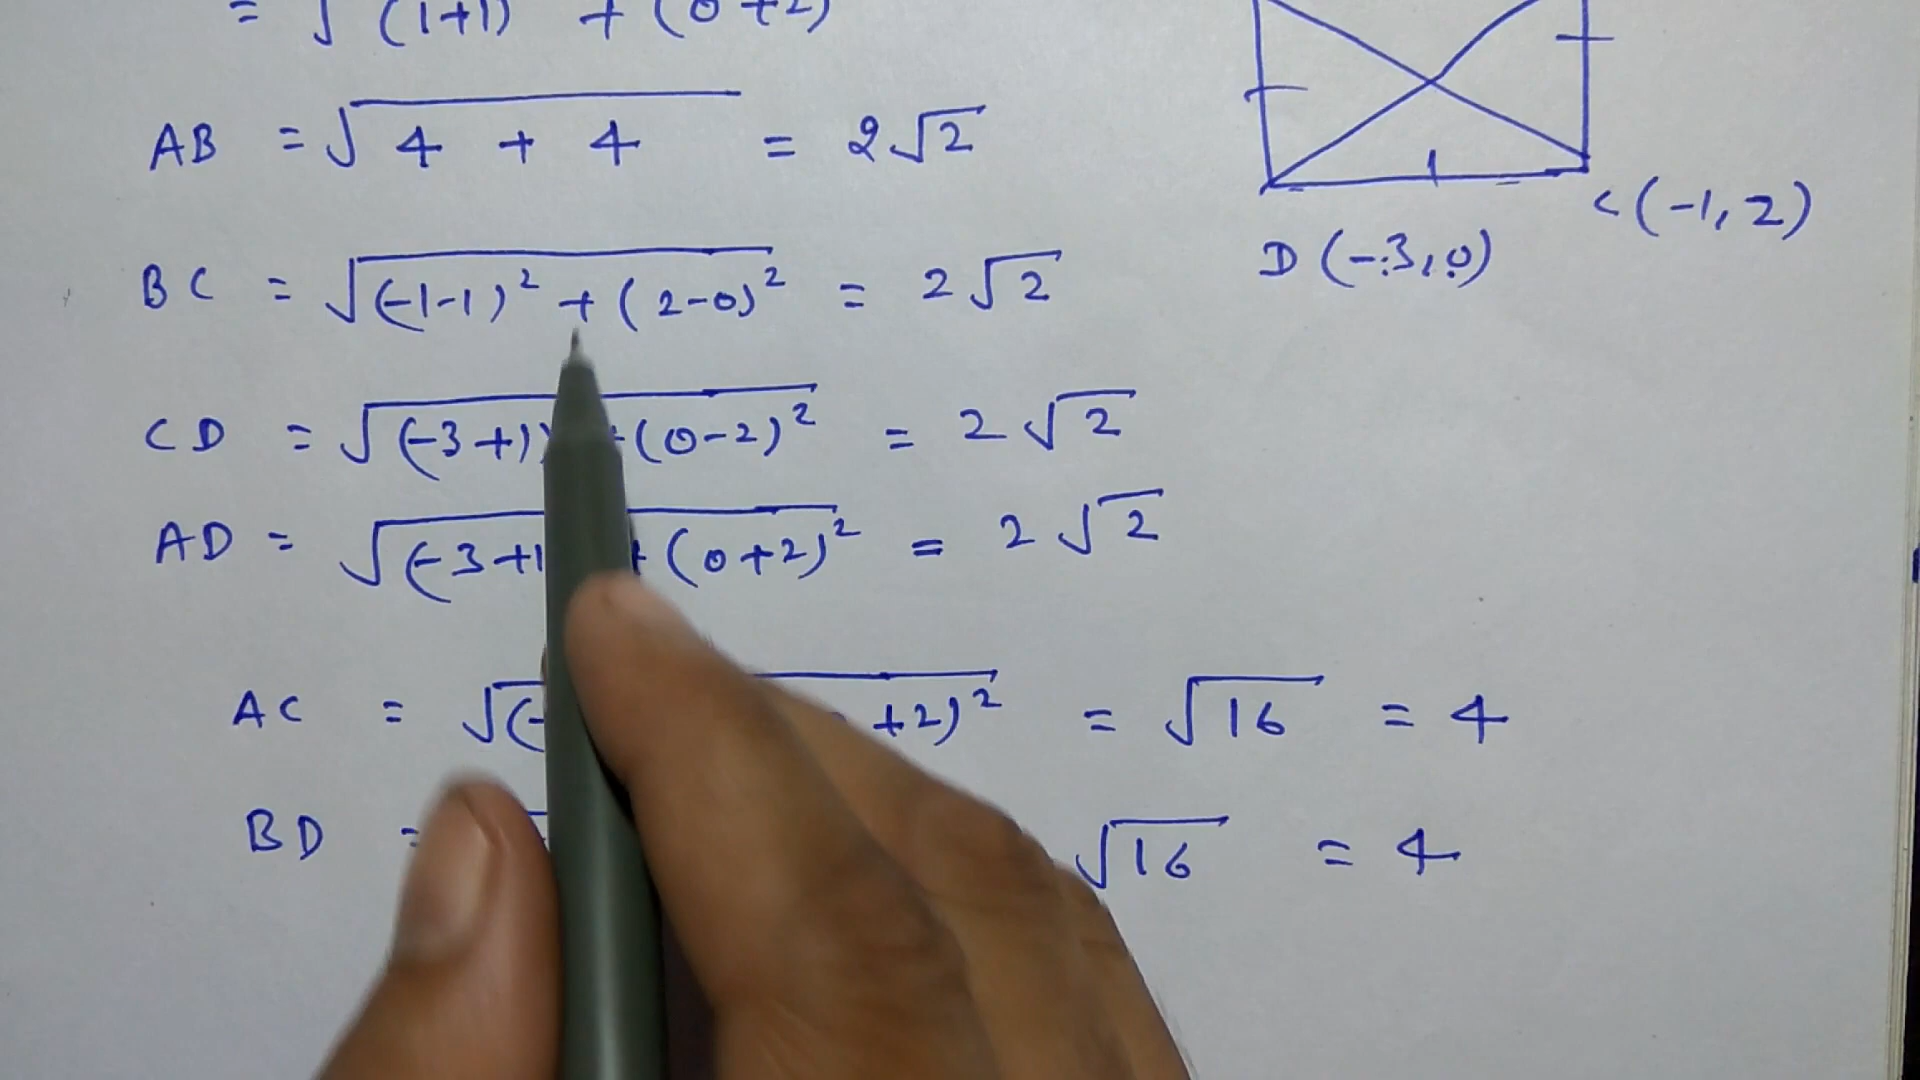 = √(1+1) + (0+2)
AB = √4 + 4 = 2√2
C(-1,2)
D(-3,0)
BC = √(-1-1)² + (2-0)² = 2√2
CD = √(-3+1) +(0-2)² = 2√2
AD = √(-3+1 + (0+2)² = 2√2
AC = √(- +2)² = √16 = 4
BD = √16 = 4